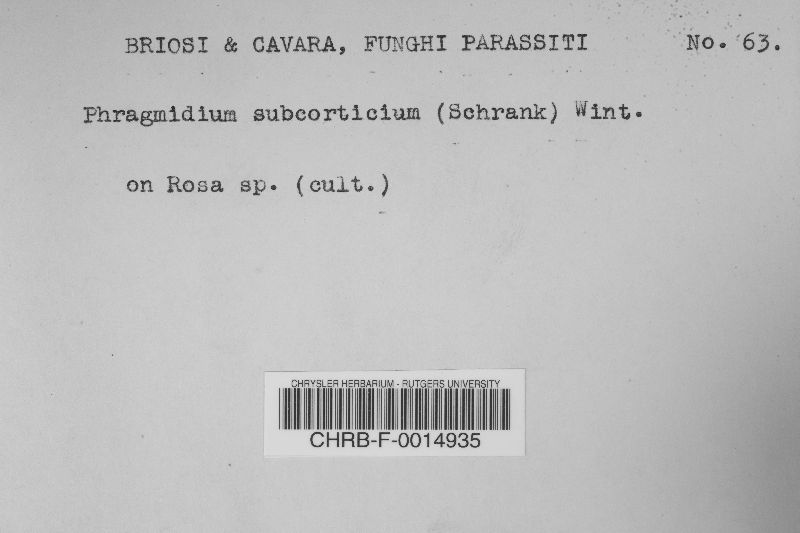 BRIOSI & CAVARA, FUNGHI PARASSITI No. 63.
Phragmidium subcorticium (Schrank) Wint.
on Rosa sp. (cult.)
CHRYSLER HERBARIUM - RUTGERS UNIVERSITY
CHRB-F-0014935